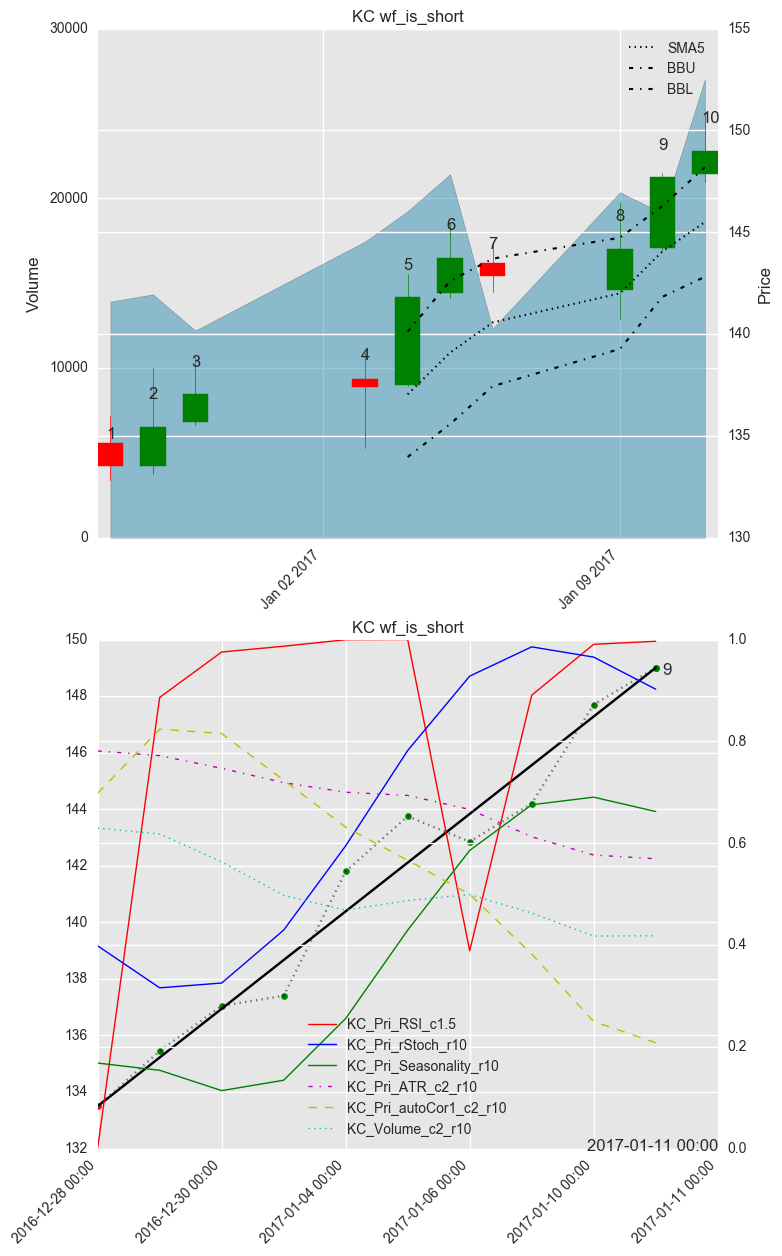 KC wf_is_short
30000
155
SMA5
BBU
BBL
10
150
9
20000
8
6
7
145
5
Volume
Price
140
10000
4
3
2
1
135
0
130
Jan 02 2017
Jan 09 2017
KC wf_is_short
150
1.0
9
148
146
0.8
144
142
0.6
140
138
0.4
136
KC_Pri_RSI_c1.5
KC_Pri_rStoch_r10
KC_Pri_Seasonality_r10
134
0.2
KC_Pri_ATR_c2_r10
KC_Pri_autoCor1_c2_r10
KC_Volume_c2_r10
132
0.0
2017-01-11 00:00
2016-12-28 00:00
2016-12-30 00:00
2017-01-04 00:00
2017-01-06 00:00
2017-01-10 00:00
2017-01-11 00:00